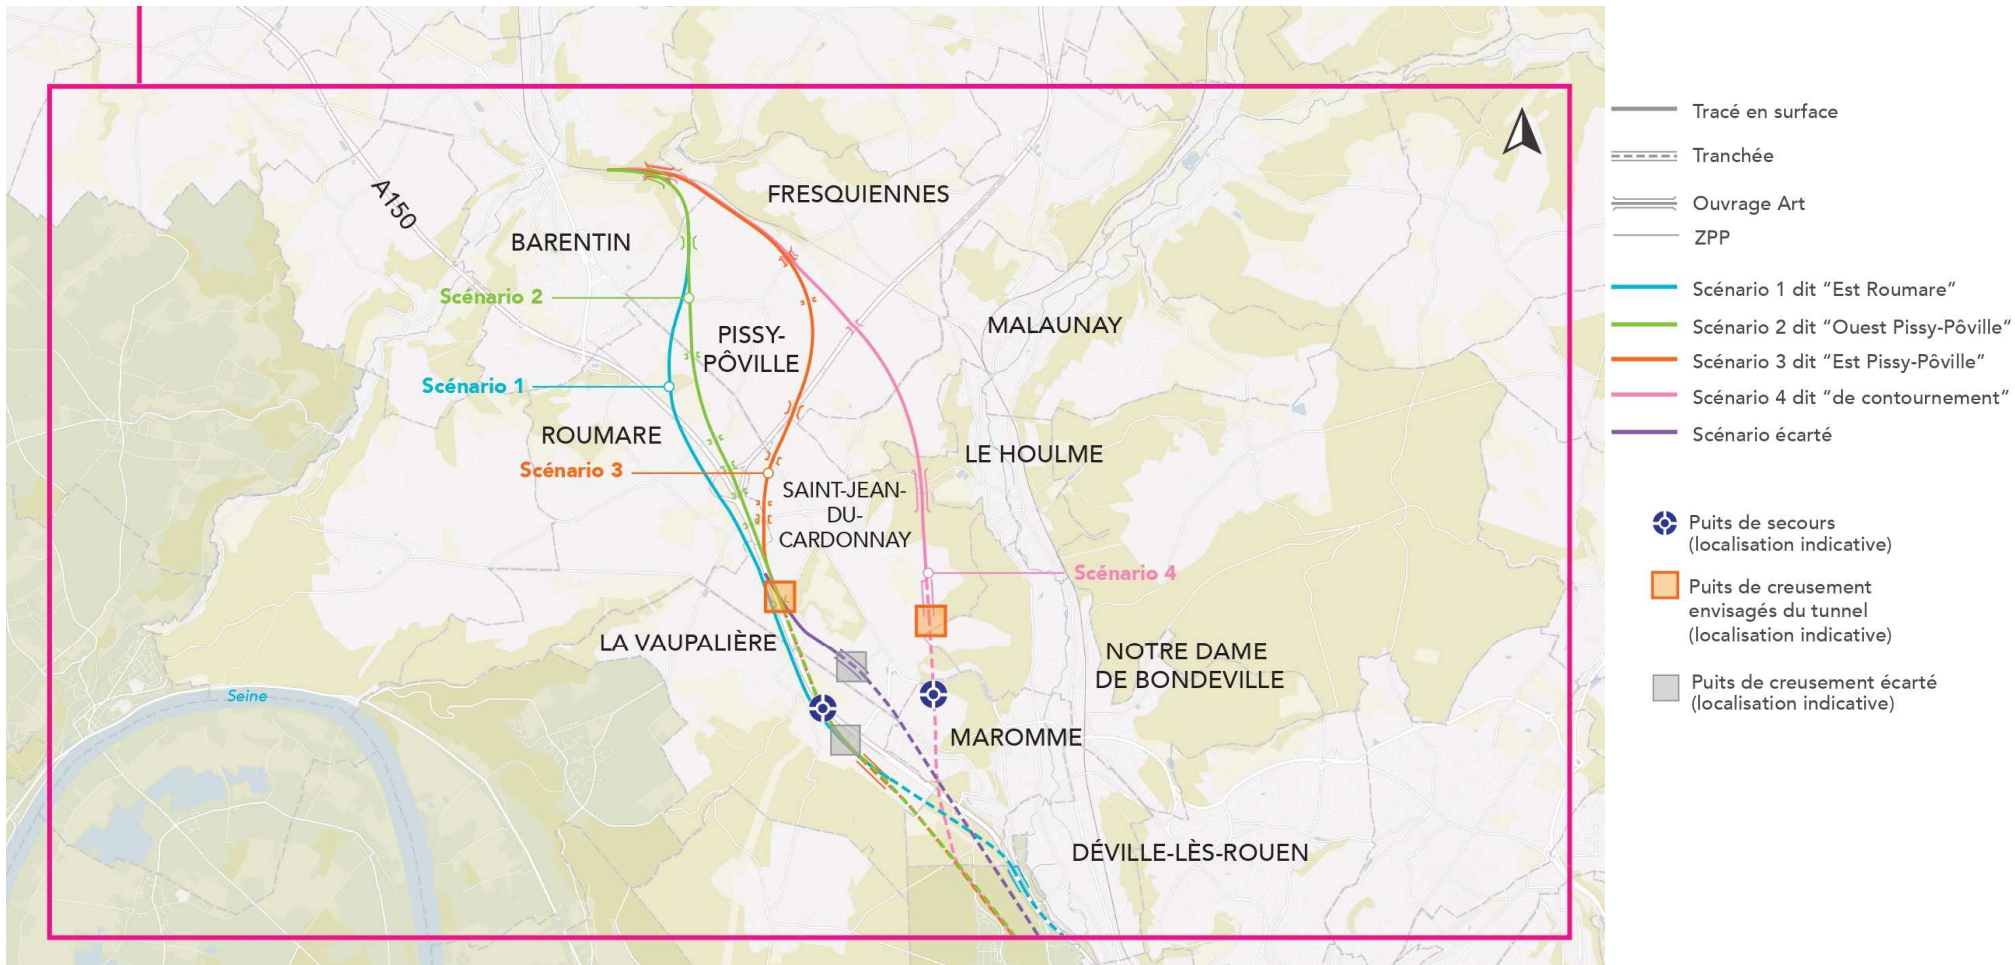 A150
FRESQUIENNES
BARENTIN
Scénario 2
PISSY-
PÔVILLE
MALAUNAY
Scénario 1
ROUMARE
LE HOULME
Scénario 3
SAINT-JEAN-
DU-
CARDONNAY
Scénario 4
LA VAUPALIÈRE
NOTRE DAME
DE BONDEVILLE
Seine
MAROMME
DÉVILLE-LÈS-ROUEN
Tracé en surface
Tranchée
Ouvrage Art
ZPP
Scénario 1 dit “Est Roumare”
Scénario 2 dit “Ouest Pissy-Pôville“
Scénario 3 dit “Est Pissy-Pôville”
Scénario 4 dit “de contournement”
Scénario écarté
Puits de secours
(localisation indicative)
Puits de creusement
envisagés du tunnel
(localisation indicative)
Puits de creusement écarté
(localisation indicative)